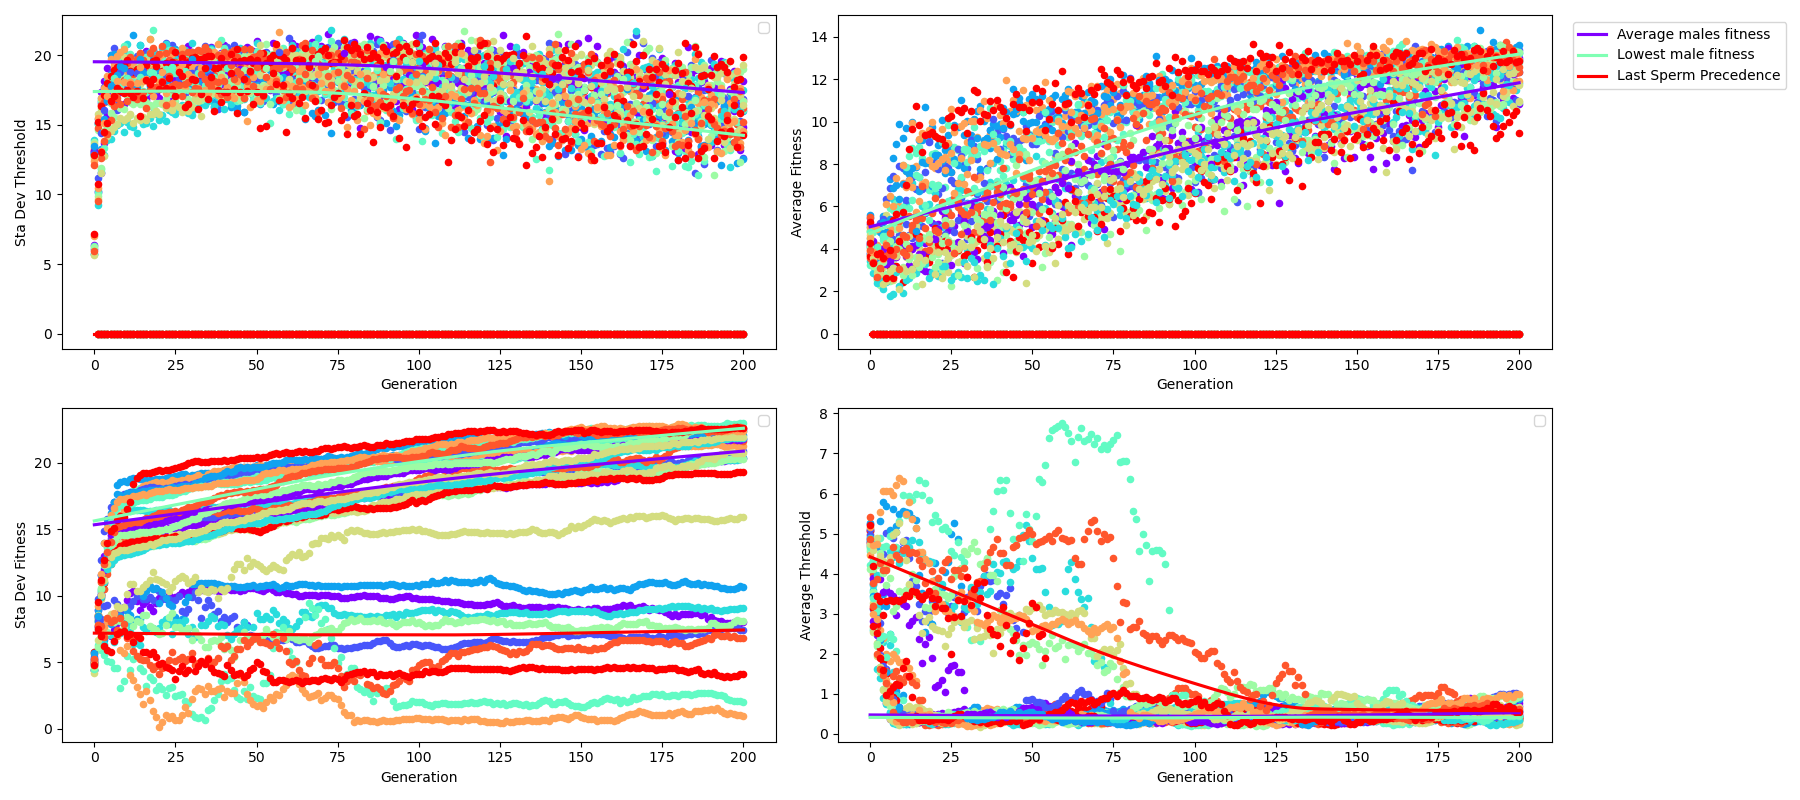 Sta Dev Threshold
20
15
10
5
0
0 25 50 75 100 125 150 175 200
Generation
Average Fitness
14
12
10
8
6
4
2
0
0 25 50 75 100 125 150 175 200
Generation
Average males fitness
Lowest male fitness
Last Sperm Precedence
Sta Dev Fitness
20
15
10
5
0
0 25 50 75 100 125 150 175 200
Generation
Average Threshold
8
7
6
5
4
3
2
1
0
0 25 50 75 100 125 150 175 200
Generation